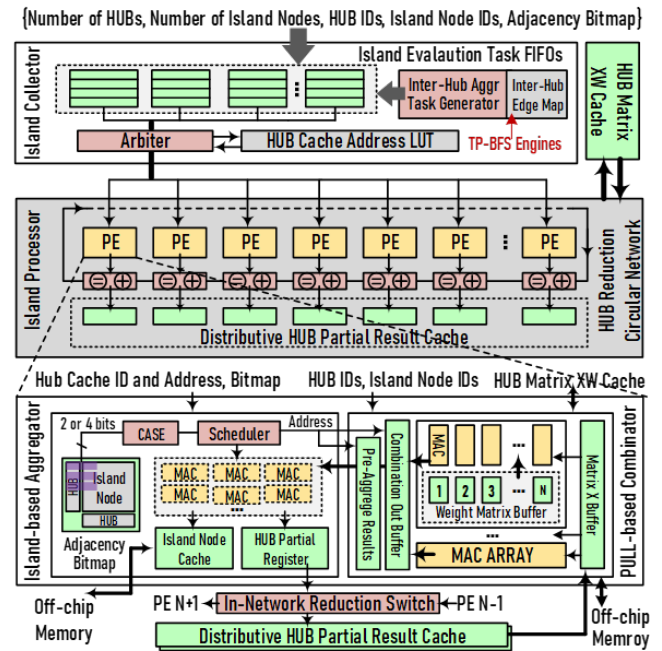 {Number of HUBs, Number of Island Nodes, HUB IDs, Island Node IDs, Adjacency Bitmap}
Island Collector
Island Evalaution Task FIFOs
Inter-Hub Aggr
Task Generator
Inter-Hub
Edge Map
TP-BFS Engines
Arbiter
HUB Cache Address LUT
HUB Matrix
XW Cache
Island Processor
PE
PE
PE
PE
PE
PE
PE
HUB Reduction
Circular Network
Distributive HUB Partial Result Cache
Hub Cache ID and Address, Bitmap
HUB IDs, Island Node IDs
HUB Matrix XW Cache
Island-based Aggregator
2 or 4 bits
CASE
Scheduler
Address
HUB
Island
Node
HUB
Adjacency
Bitmap
MAC
MAC
MAC
MAC
MAC
MAC
...
Island Node
Cache
HUB Partial
Register
Pre-Aggrege Results
Combination Out Buffer
MAC
...
1
2
3
...
N
Weight Matrix Buffer
...
MAC ARRAY
Matrix X Buffer
PULL-based Combinator
Off-chip
Memory
PE N+1
In-Network Reduction Switch
PE N-1
Off-chip
Memroy
Distributive HUB Partial Result Cache